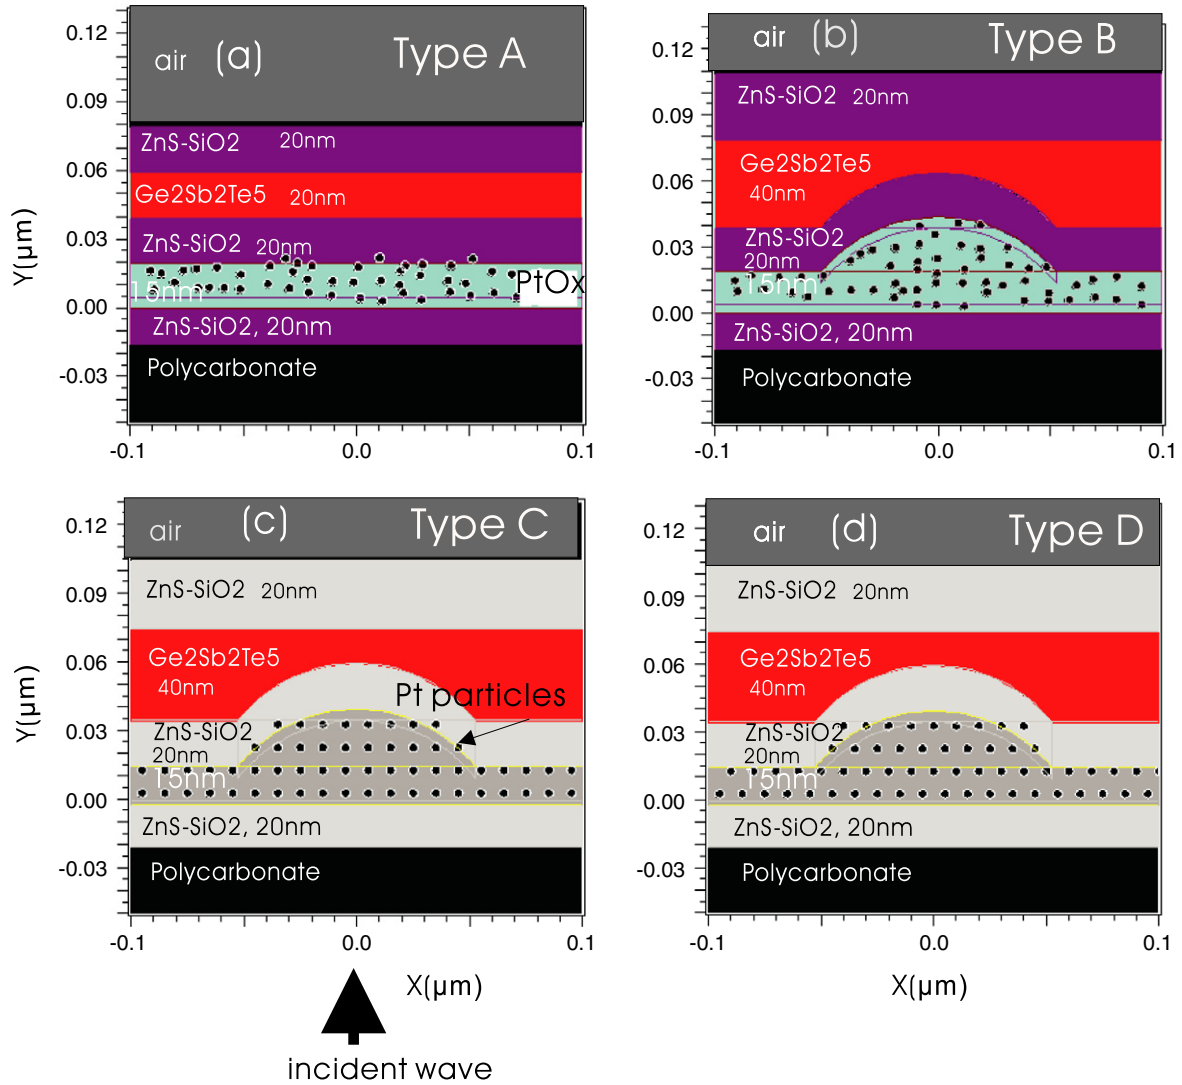 0.12
0.09
0.06
0.03
0.00
-0.03
Y(μm)
air (a) Type A
ZnS-SiO2 20nm
Ge2Sb2Te5 20nm
ZnS-SiO2 20nm
15nm PtOx
ZnS-SiO2, 20nm
Polycarbonate
-0.1 0.0 0.1
0.12
0.09
0.06
0.03
0.00
-0.03
air (b) Type B
ZnS-SiO2 20nm
Ge2Sb2Te5
40nm
ZnS-SiO2
20nm
15nm
ZnS-SiO2, 20nm
Polycarbonate
-0.1 0.0 0.1
0.12
0.09
0.06
0.03
0.00
-0.03
Y(μm)
air (c) Type C
ZnS-SiO2 20nm
Ge2Sb2Te5
40nm
Pt particles
ZnS-SiO2
20nm
15nm
ZnS-SiO2, 20nm
Polycarbonate
-0.1 0.0 0.1
X(μm)
incident wave
0.12
0.09
0.06
0.03
0.00
-0.03
air (d) Type D
ZnS-SiO2 20nm
Ge2Sb2Te5
40nm
ZnS-SiO2
20nm
15nm
ZnS-SiO2, 20nm
Polycarbonate
-0.1 0.0 0.1
X(μm)